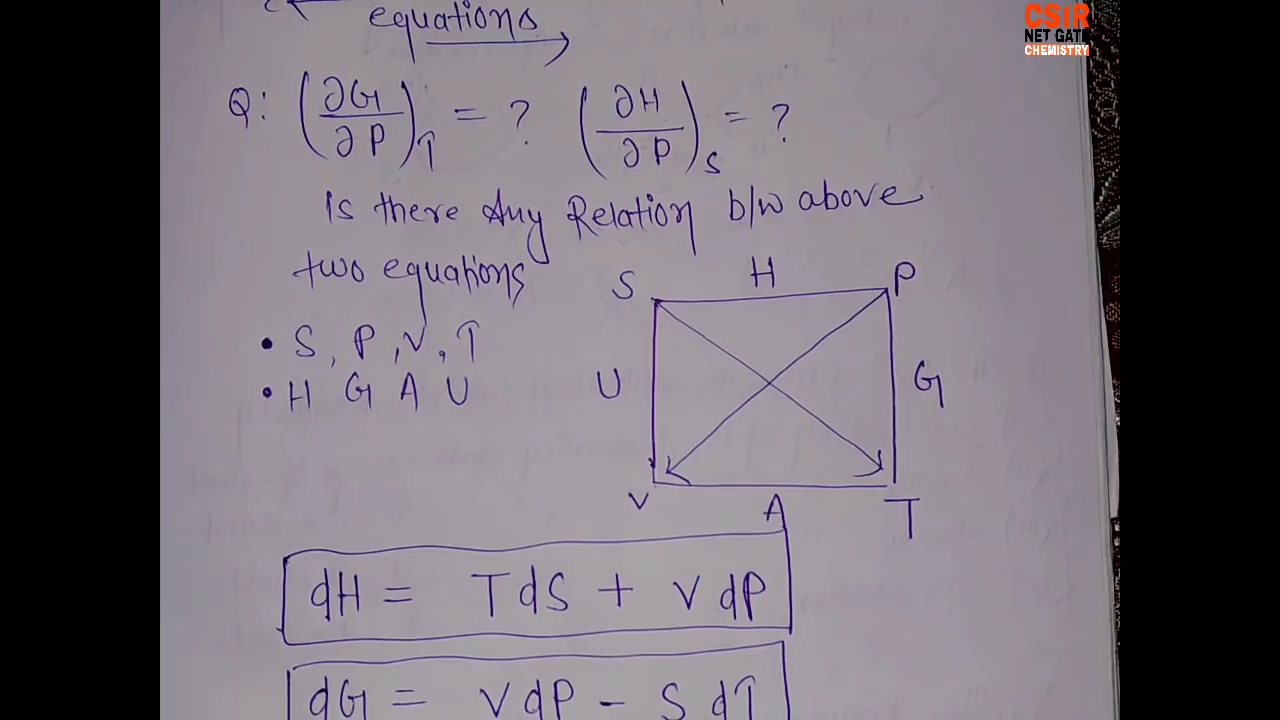 equations
CSIR
NET GATE
CHEMISTRY
Q: (∂G/∂P)T = ? (∂H/∂P)S = ?
is there Any Relation b/w above
two equations
• S, P, V, T
• H G A U
S H P
U G
V A T
dH = TdS + VdP
dG = VdP - SdT